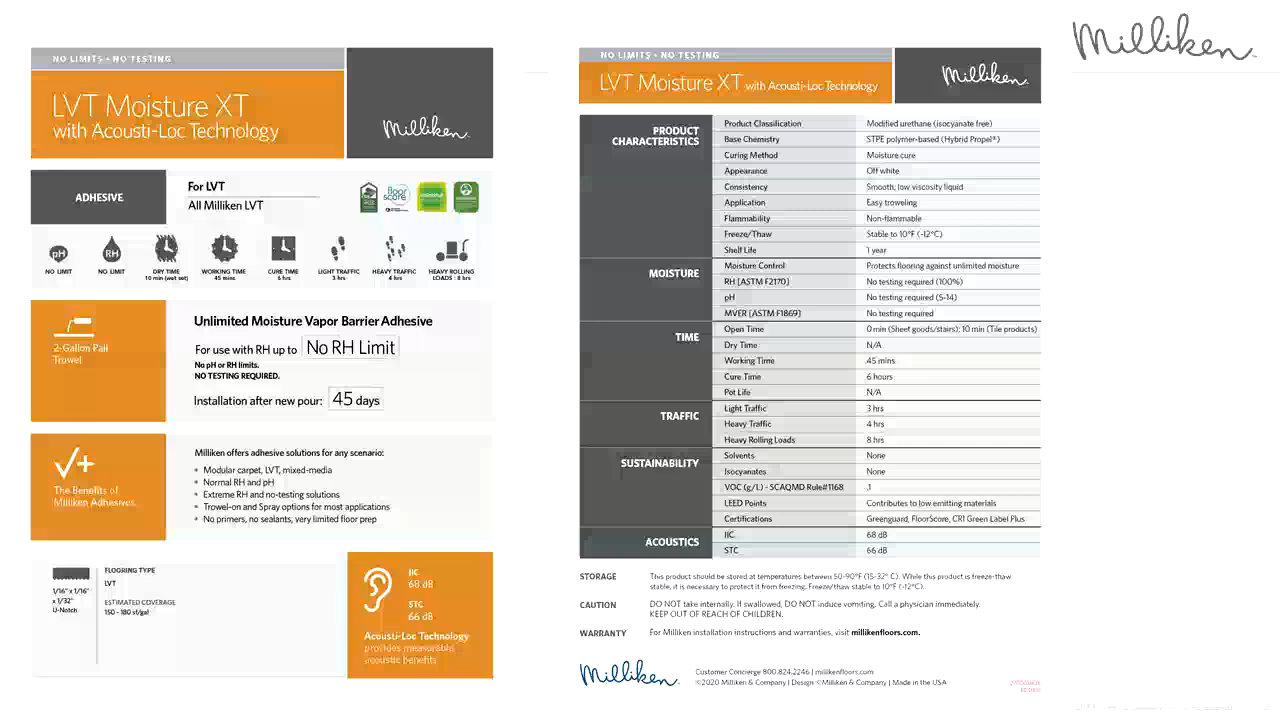 Milliken
NO LIMITS • NO TESTING
LVT Moisture XT
with Acousti-Loc Technology
Milliken
ADHESIVE
For LVT
All Milliken LVT
floor
score
pH
RH
NO LIMIT
NO LIMIT
DRY TIME
10 min (wet set)
WORKING TIME
45 mins
CURE TIME
6 hrs
LIGHT TRAFFIC
3 hrs
HEAVY TRAFFIC
4 hrs
HEAVY ROLLING
LOADS : 8 hrs
2-Gallon Pail
Trowel
Unlimited Moisture Vapor Barrier Adhesive
For use with RH up to No RH Limit
No pH or RH limits.
NO TESTING REQUIRED.
Installation after new pour: 45 days
The Benefits of
Milliken Adhesives.
Milliken offers adhesive solutions for any scenario:
• Modular carpet, LVT, mixed-media
• Normal RH and pH
• Extreme RH and no-testing solutions
• Trowel-on and Spray options for most applications
• No primers, no sealants, very limited floor prep
1/16" x 1/16"
x 1/32"
U-Notch
FLOORING TYPE
LVT
ESTIMATED COVERAGE
150 - 180 sf/gal
IIC
68 dB
STC
66 dB
Acousti-Loc Technology
provides measurable
acoustic benefits
NO LIMITS • NO TESTING
LVT Moisture XT with Acousti-Loc Technology
Milliken
PRODUCT
CHARACTERISTICS
Product Classification Modified urethane (isocyanate free)
Base Chemistry STPE polymer-based (Hybrid Propel®)
Curing Method Moisture cure
Appearance Off white
Consistency Smooth, low viscosity liquid
Application Easy troweling
Flammability Non-flammable
Freeze/Thaw Stable to 10°F (-12°C)
Shelf Life 1 year
MOISTURE
Moisture Control Protects flooring against unlimited moisture
RH [ASTM F2170] No testing required (100%)
pH No testing required (5-14)
MVER [ASTM F1869] No testing required
TIME
Open Time 0 min (Sheet goods/stairs); 10 min (Tile products)
Dry Time N/A
Working Time 45 mins
Cure Time 6 hours
Pot Life N/A
TRAFFIC
Light Traffic 3 hrs
Heavy Traffic 4 hrs
Heavy Rolling Loads 8 hrs
SUSTAINABILITY
Solvents None
Isocyanates None
VOC (g/L) - SCAQMD Rule#1168 .1
LEED Points Contributes to low emitting materials
Certifications Greenguard, FloorScore, CRI Green Label Plus
ACOUSTICS
IIC 68 dB
STC 66 dB
STORAGE This product should be stored at temperatures between 50-90°F (15-32° C). While this product is freeze-thaw
stable, it is necessary to protect it from freezing. Freeze/thaw stable to 10°F (-12°C).
CAUTION DO NOT take internally. If swallowed, DO NOT induce vomiting. Call a physician immediately.
KEEP OUT OF REACH OF CHILDREN.
WARRANTY For Milliken installation instructions and warranties, visit millikenfloors.com.
Milliken
Customer Concierge 800.824.2246 | millikenfloors.com
©2020 Milliken & Company | Design ©Milliken & Company | Made in the USA